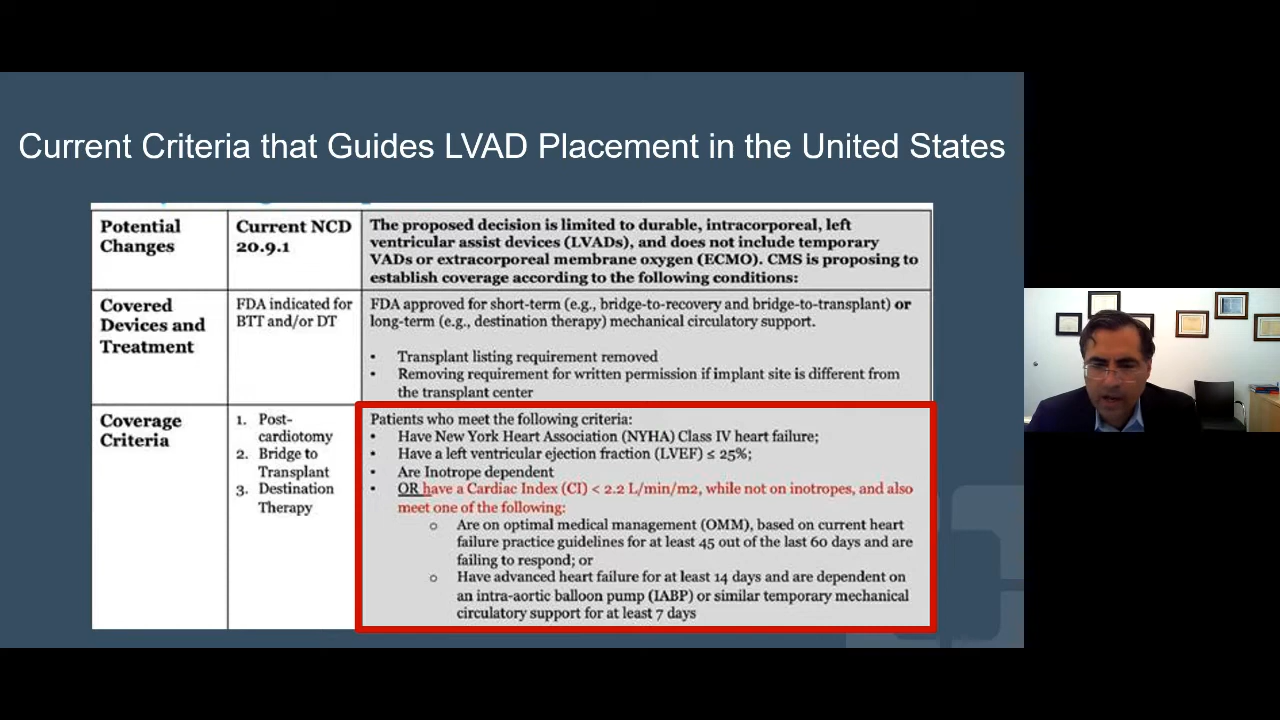 Current Criteria that Guides LVAD Placement in the United States
Potential
Changes
Current NCD
20.9.1
The proposed decision is limited to durable, intracorporeal, left
ventricular assist devices (LVADs), and does not include temporary
VADs or extracorporeal membrane oxygen (ECMO). CMS is proposing to
establish coverage according to the following conditions:
Covered
Devices and
Treatment
FDA indicated for
BTT and/or DT
FDA approved for short-term (e.g., bridge-to-recovery and bridge-to-transplant) or
long-term (e.g., destination therapy) mechanical circulatory support.
• Transplant listing requirement removed
• Removing requirement for written permission if implant site is different from
the transplant center
Coverage
Criteria
1. Post-
cardiotomy
2. Bridge to
Transplant
3. Destination
Therapy
Patients who meet the following criteria:
• Have New York Heart Association (NYHA) Class IV heart failure;
• Have a left ventricular ejection fraction (LVEF) ≤ 25%;
• Are Inotrope dependent
• OR have a Cardiac Index (CI) < 2.2 L/min/m2, while not on inotropes, and also
meet one of the following:
o Are on optimal medical management (OMM), based on current heart
failure practice guidelines for at least 45 out of the last 60 days and are
failing to respond; or
o Have advanced heart failure for at least 14 days and are dependent on
an intra-aortic balloon pump (IABP) or similar temporary mechanical
circulatory support for at least 7 days